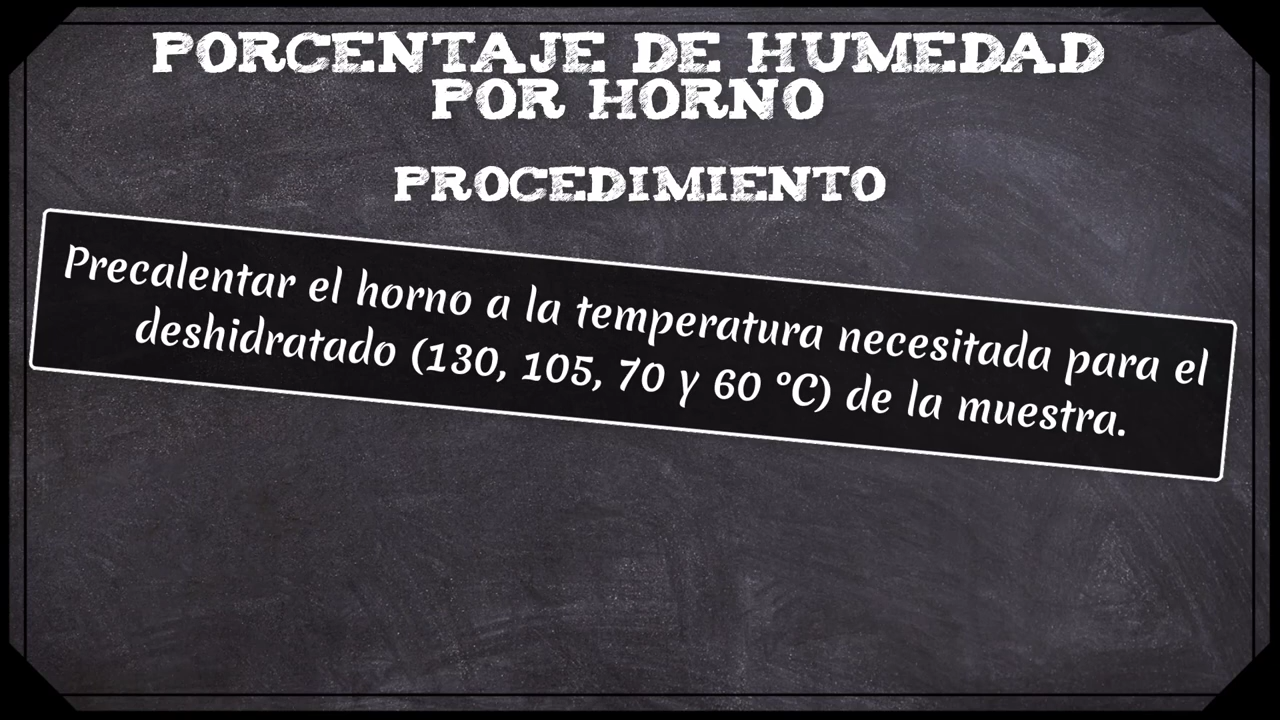 PORCENTAJE DE HUMEDAD
POR HORNO
PROCEDIMIENTO
Precalentar el horno a la temperatura necesitada para el
deshidratado (130, 105, 70 y 60 °C) de la muestra.